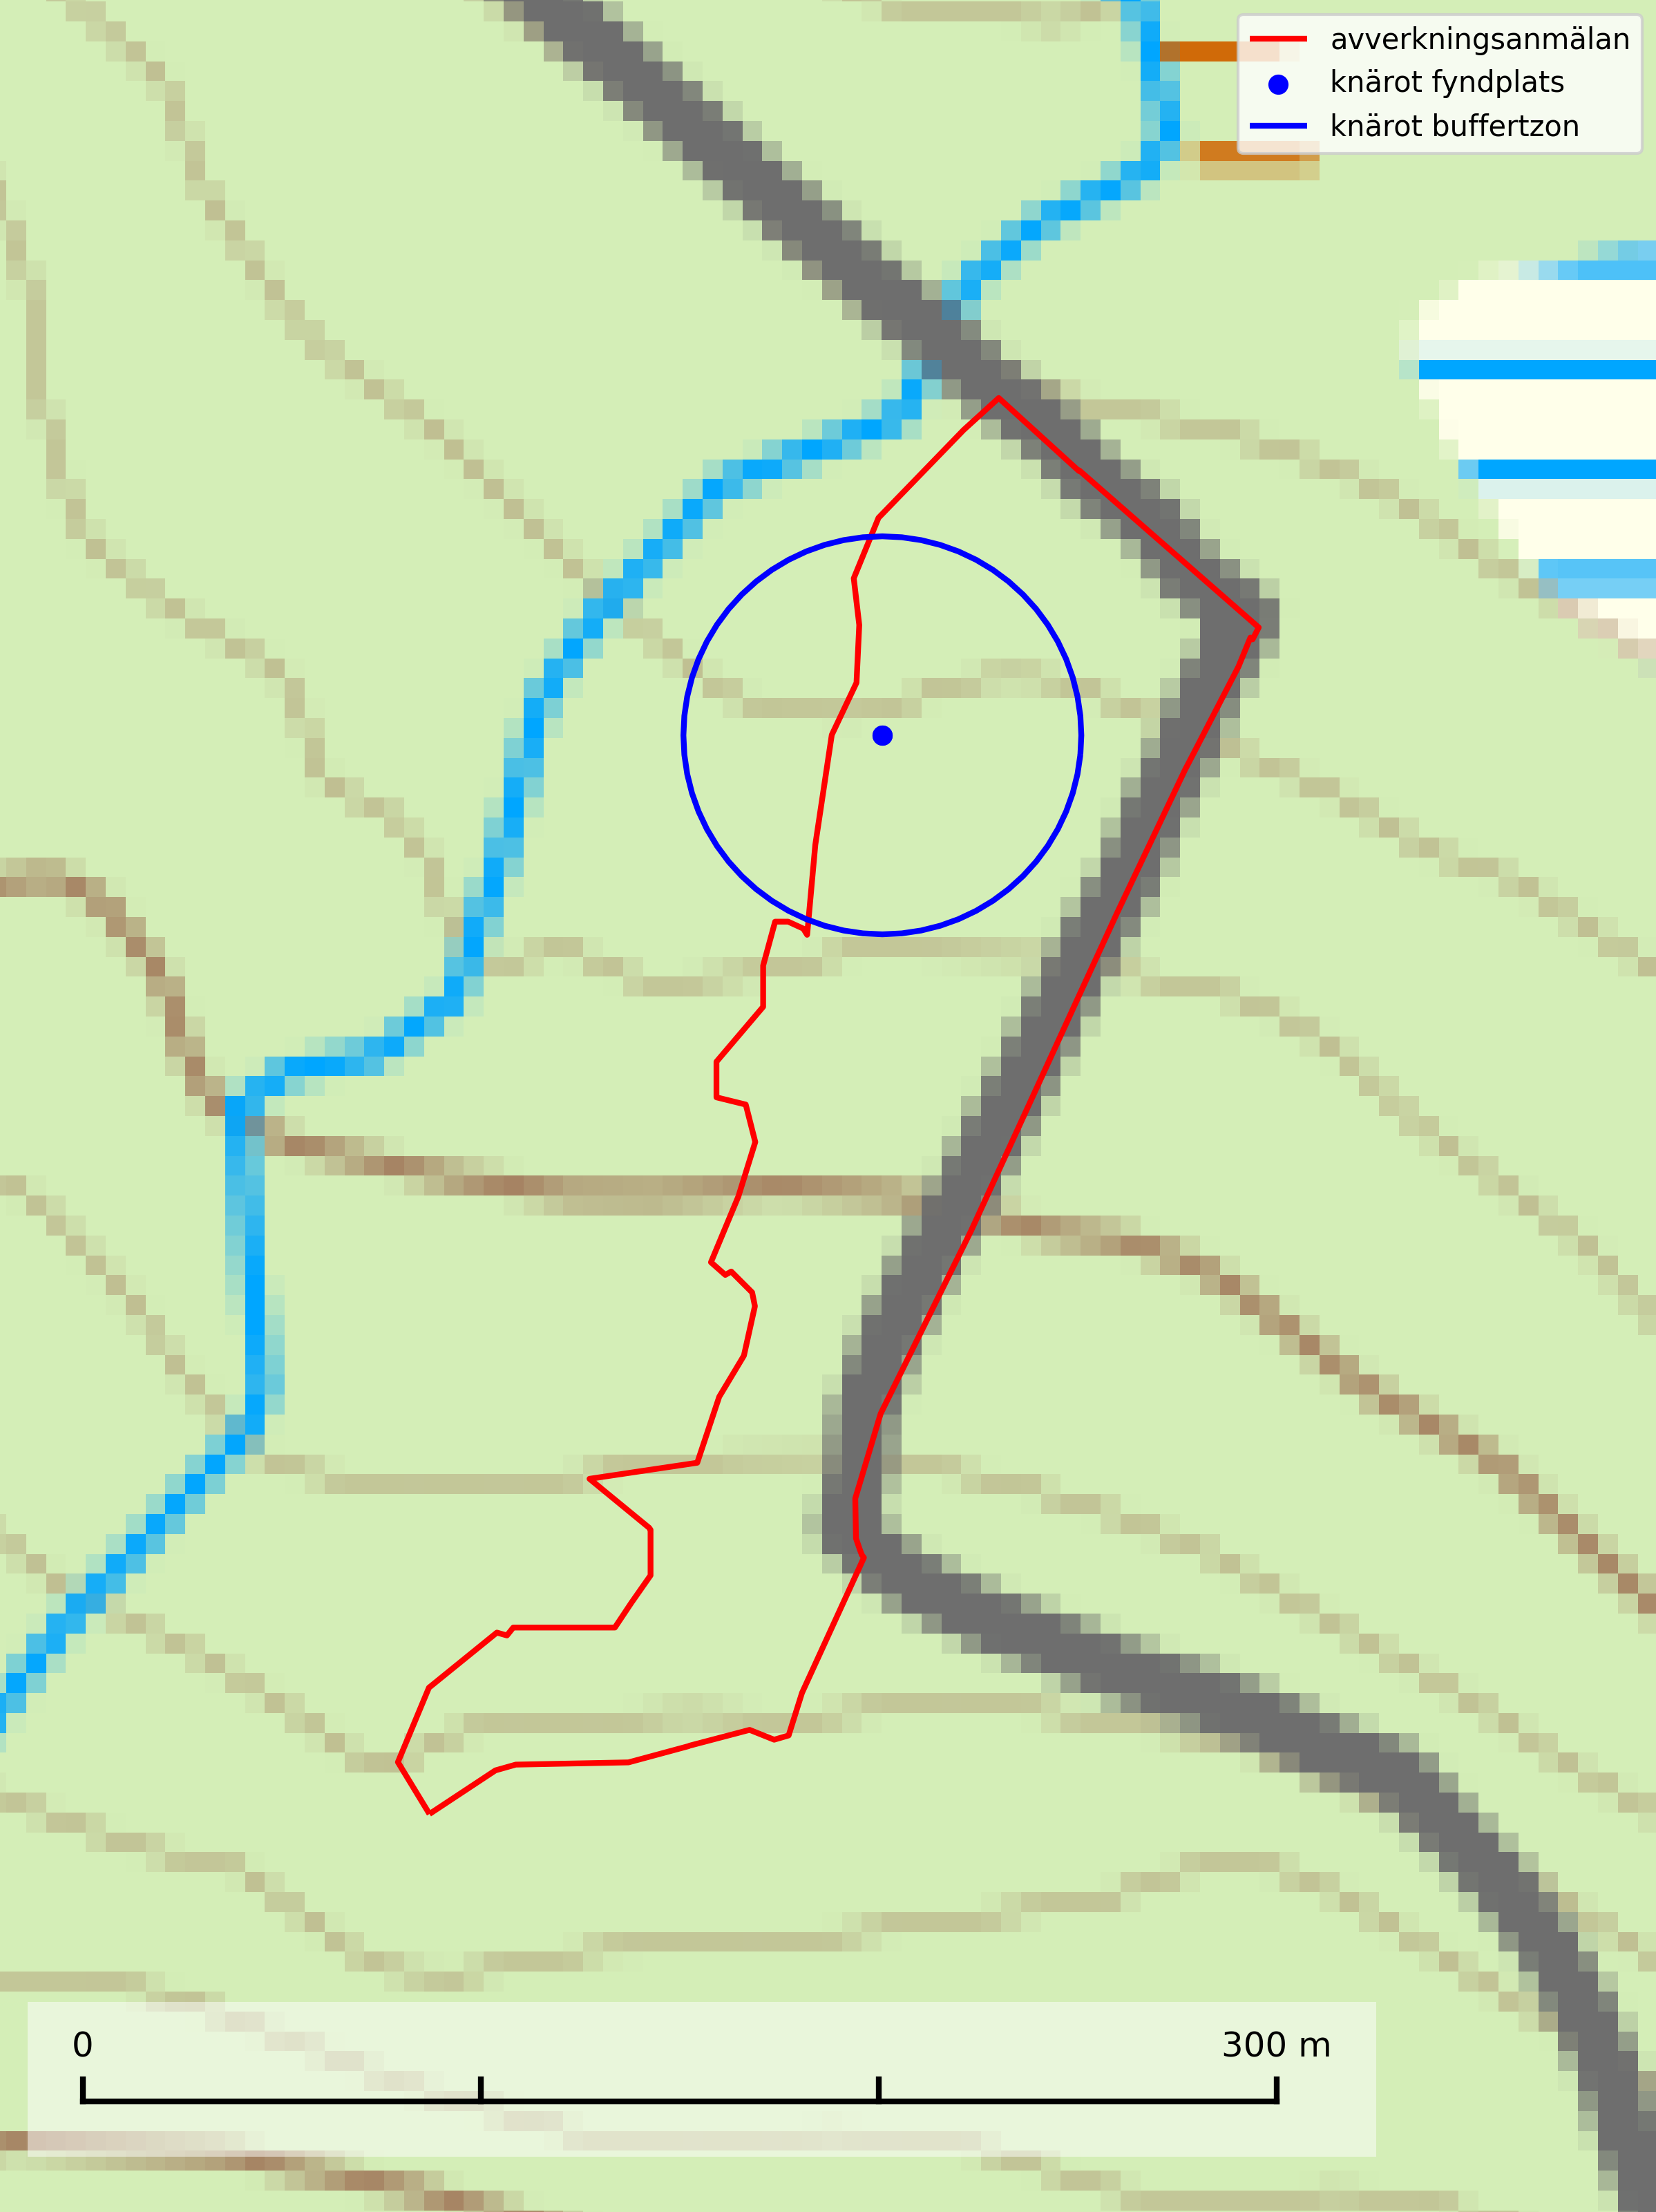 avverkningsanmälan
knärot fyndplats
knärot buffertzon
0 300 m